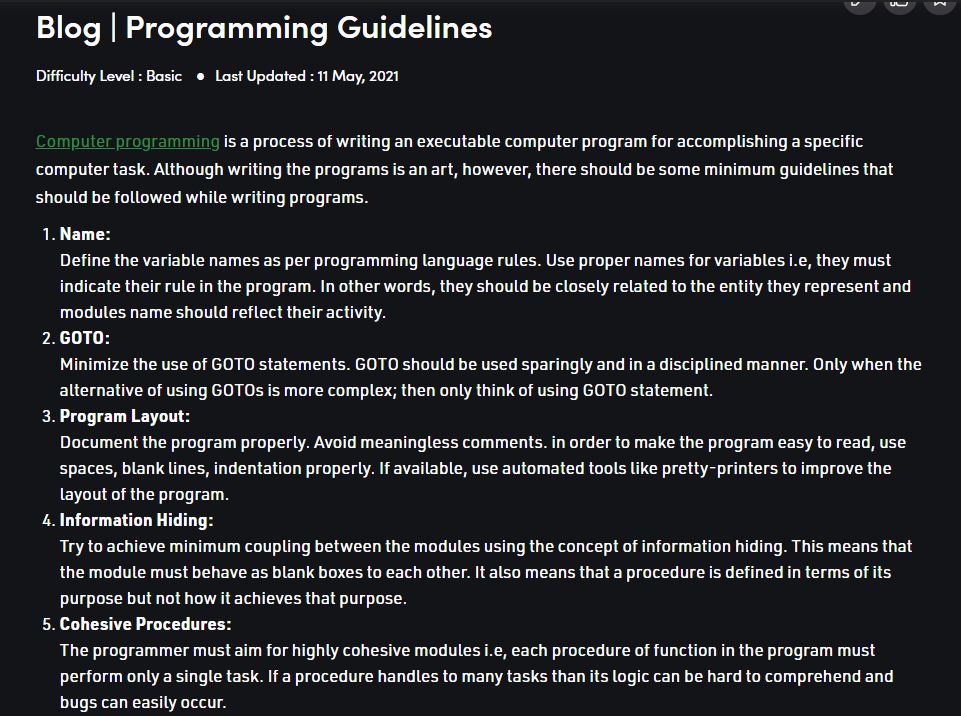 Blog | Programming Guidelines
Difficulty Level : Basic ● Last Updated : 11 May, 2021
Computer programming is a process of writing an executable computer program for accomplishing a specific
computer task. Although writing the programs is an art, however, there should be some minimum guidelines that
should be followed while writing programs.
1. Name:
Define the variable names as per programming language rules. Use proper names for variables i.e, they must
indicate their rule in the program. In other words, they should be closely related to the entity they represent and
modules name should reflect their activity.
2. GOTO:
Minimize the use of GOTO statements. GOTO should be used sparingly and in a disciplined manner. Only when the
alternative of using GOTOs is more complex; then only think of using GOTO statement.
3. Program Layout:
Document the program properly. Avoid meaningless comments. in order to make the program easy to read, use
spaces, blank lines, indentation properly. If available, use automated tools like pretty-printers to improve the
layout of the program.
4. Information Hiding:
Try to achieve minimum coupling between the modules using the concept of information hiding. This means that
the module must behave as blank boxes to each other. It also means that a procedure is defined in terms of its
purpose but not how it achieves that purpose.
5. Cohesive Procedures:
The programmer must aim for highly cohesive modules i.e, each procedure of function in the program must
perform only a single task. If a procedure handles to many tasks than its logic can be hard to comprehend and
bugs can easily occur.